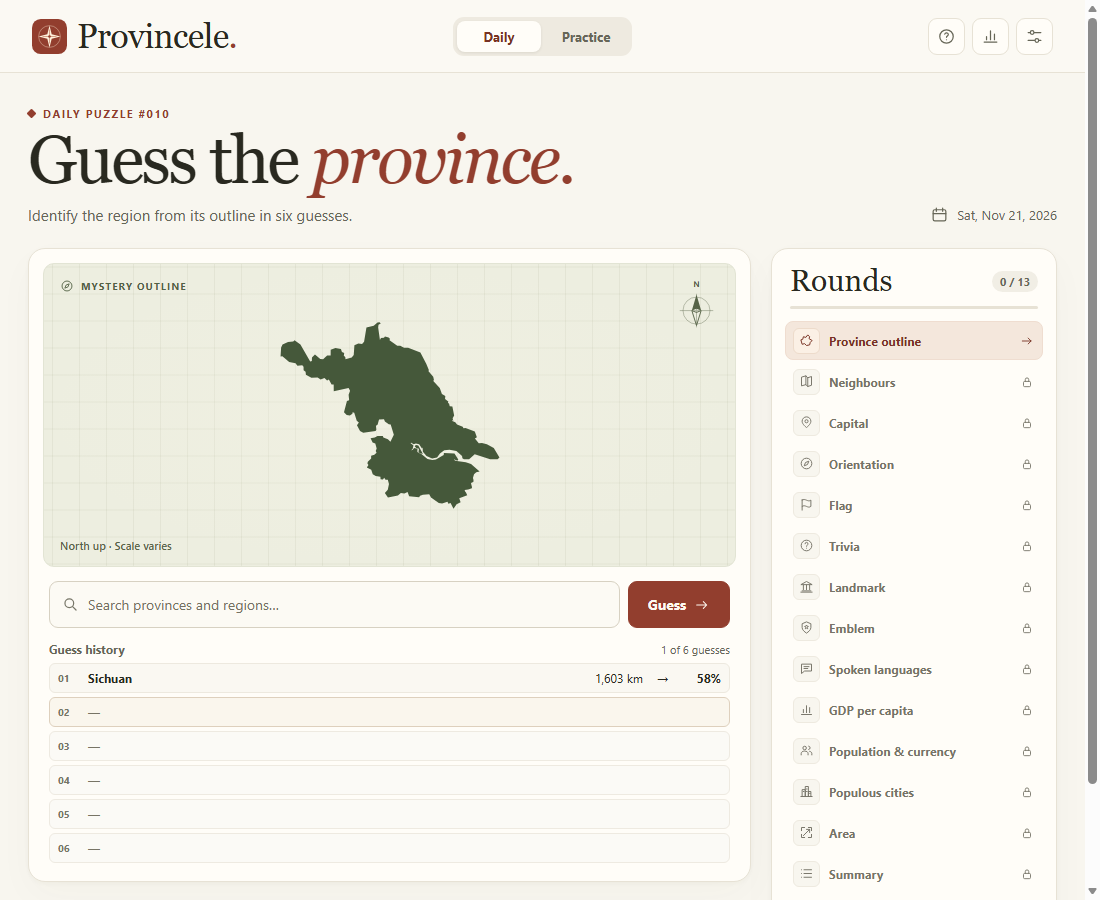 Provincele.
Daily
Practice
DAILY PUZZLE #010
Guess the province.
Identify the region from its outline in six guesses.
Sat, Nov 21, 2026
MYSTERY OUTLINE
N
North up · Scale varies
Search provinces and regions...
Guess →
Guess history
1 of 6 guesses
01 Sichuan 1,603 km → 58%
02 —
03 —
04 —
05 —
06 —
Rounds
0 / 13
Province outline →
Neighbours
Capital
Orientation
Flag
Trivia
Landmark
Emblem
Spoken languages
GDP per capita
Population & currency
Populous cities
Area
Summary